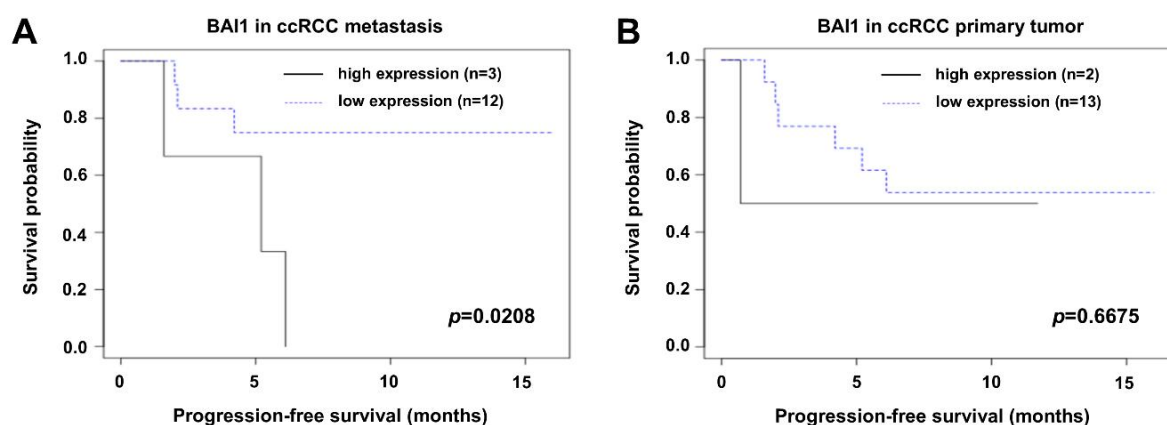 A
BAI1 in ccRCC metastasis
high expression (n=3)
low expression (n=12)
1.0
0.8
0.6
0.4
0.2
0.0
Survival probability
p=0.0208
0 5 10 15
Progression-free survival (months)
B
BAI1 in ccRCC primary tumor
high expression (n=2)
low expression (n=13)
1.0
0.8
0.6
0.4
0.2
0.0
Survival probability
p=0.6675
0 5 10 15
Progression-free survival (months)